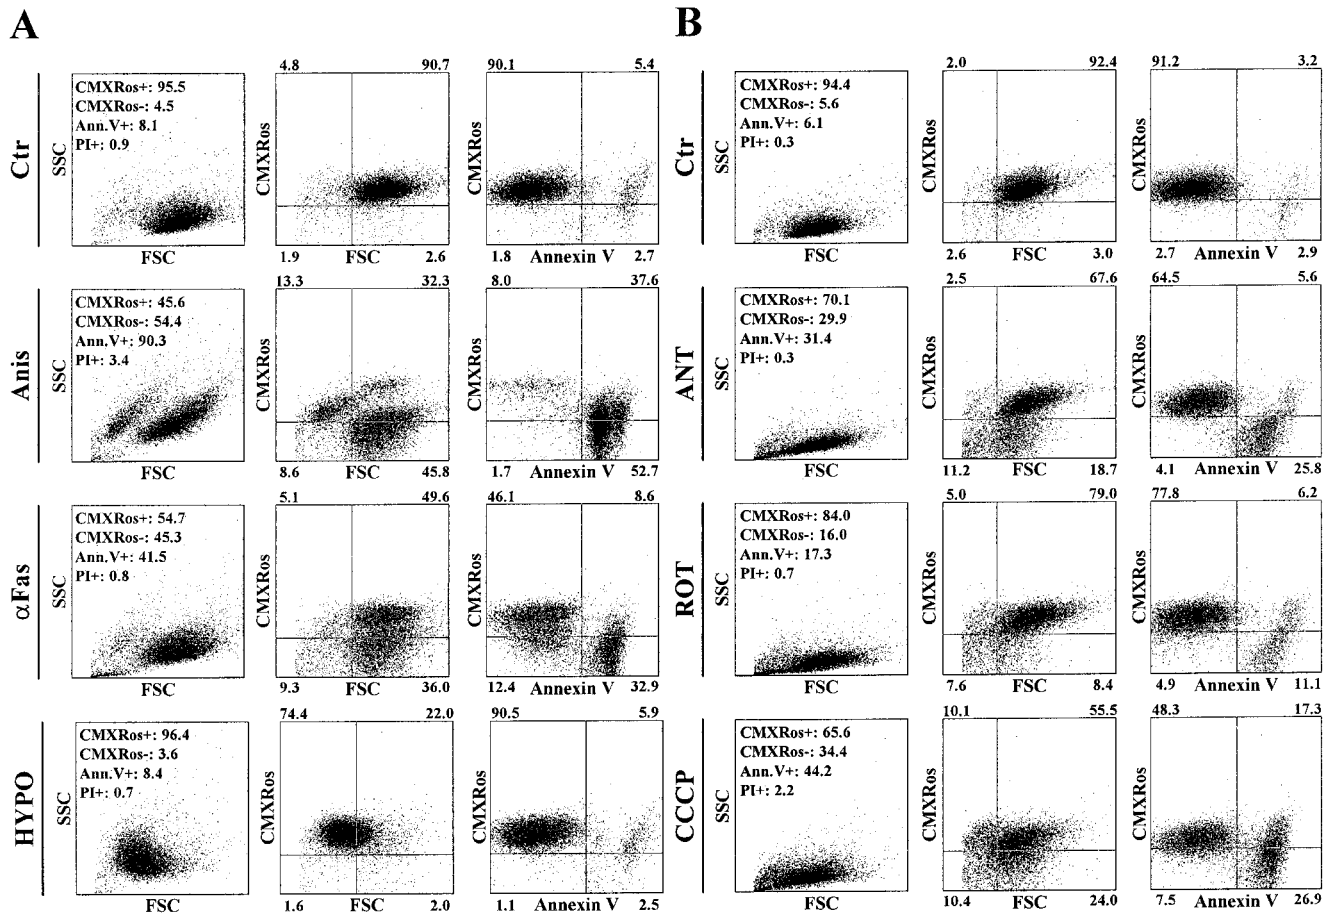 A
B
Ctr
SSC
CMXRos+: 95.5
CMXRos-: 4.5
Ann.V+: 8.1
PI+: 0.9
FSC
4.8 90.7
CMXRos
1.9 FSC 2.6
90.1 5.4
CMXRos
1.8 Annexin V 2.7
Ctr
SSC
CMXRos+: 94.4
CMXRos-: 5.6
Ann.V+: 6.1
PI+: 0.3
FSC
2.0 92.4
CMXRos
2.6 FSC 3.0
91.2 3.2
CMXRos
2.7 Annexin V 2.9
Anis
SSC
CMXRos+: 45.6
CMXRos-: 54.4
Ann.V+: 90.3
PI+: 3.4
FSC
13.3 32.3
CMXRos
8.6 FSC 45.8
8.0 37.6
CMXRos
1.7 Annexin V 52.7
ANT
SSC
CMXRos+: 70.1
CMXRos-: 29.9
Ann.V+: 31.4
PI+: 0.3
FSC
2.5 67.6
CMXRos
11.2 FSC 18.7
64.5 5.6
CMXRos
4.1 Annexin V 25.8
αFas
SSC
CMXRos+: 54.7
CMXRos-: 45.3
Ann.V+: 41.5
PI+: 0.8
FSC
5.1 49.6
CMXRos
9.3 FSC 36.0
46.1 8.6
CMXRos
12.4 Annexin V 32.9
ROT
SSC
CMXRos+: 84.0
CMXRos-: 16.0
Ann.V+: 17.3
PI+: 0.7
FSC
5.0 79.0
CMXRos
7.6 FSC 8.4
77.8 6.2
CMXRos
4.9 Annexin V 11.1
HYPO
SSC
CMXRos+: 96.4
CMXRos-: 3.6
Ann.V+: 8.4
PI+: 0.7
FSC
74.4 22.0
CMXRos
1.6 FSC 2.0
90.5 5.9
CMXRos
1.1 Annexin V 2.5
CCCP
SSC
CMXRos+: 65.6
CMXRos-: 34.4
Ann.V+: 44.2
PI+: 2.2
FSC
10.1 55.5
CMXRos
10.4 FSC 24.0
48.3 17.3
CMXRos
7.5 Annexin V 26.9